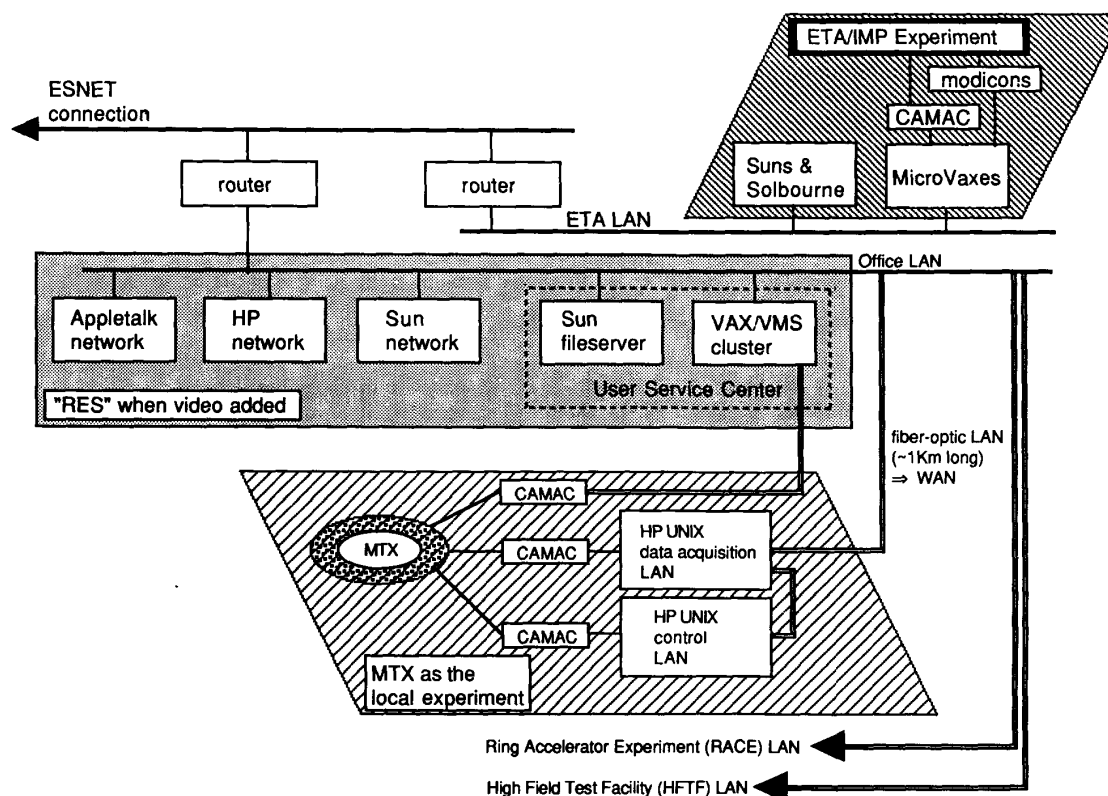 ETA/IMP Experiment
modicons
CAMAC
Suns &
Solbourne
MicroVaxes
ESNET
connection
router
router
ETA LAN
Office LAN
Appletalk
network
HP
network
Sun
network
Sun
fileserver
VAX/VMS
cluster
User Service Center
"RES" when video added
fiber-optic LAN
(~1Km long)
⇒ WAN
CAMAC
MTX
CAMAC
HP UNIX
data acquisition
LAN
CAMAC
HP UNIX
control
LAN
MTX as the
local experiment
Ring Accelerator Experiment (RACE) LAN
High Field Test Facility (HFTF) LAN